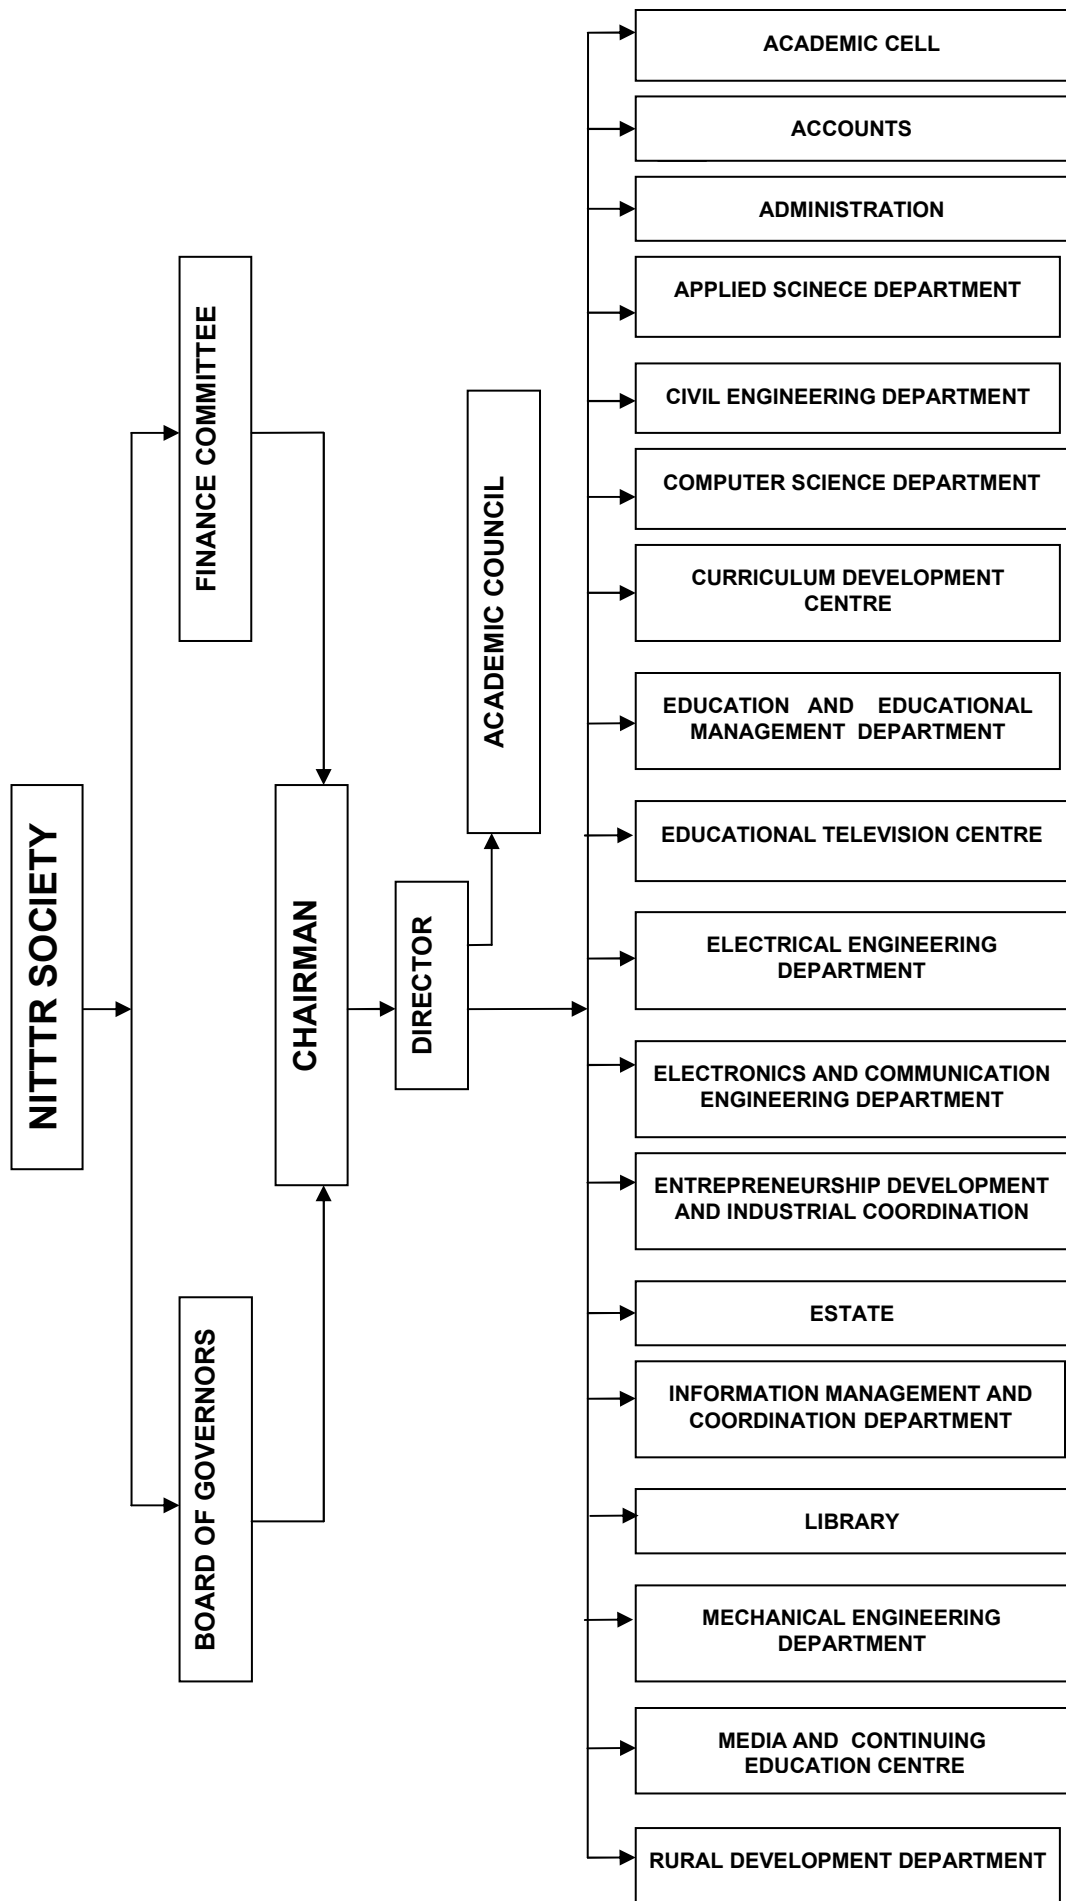 NITTTR SOCIETY
FINANCE COMMITTEE
BOARD OF GOVERNORS
CHAIRMAN
DIRECTOR
ACADEMIC COUNCIL
ACADEMIC CELL
ACCOUNTS
ADMINISTRATION
APPLIED SCINECE DEPARTMENT
CIVIL ENGINEERING DEPARTMENT
COMPUTER SCIENCE DEPARTMENT
CURRICULUM DEVELOPMENT
CENTRE
EDUCATION AND EDUCATIONAL
MANAGEMENT DEPARTMENT
EDUCATIONAL TELEVISION CENTRE
ELECTRICAL ENGINEERING
DEPARTMENT
ELECTRONICS AND COMMUNICATION
ENGINEERING DEPARTMENT
ENTREPRENEURSHIP DEVELOPMENT
AND INDUSTRIAL COORDINATION
ESTATE
INFORMATION MANAGEMENT AND
COORDINATION DEPARTMENT
LIBRARY
MECHANICAL ENGINEERING
DEPARTMENT
MEDIA AND CONTINUING
EDUCATION CENTRE
RURAL DEVELOPMENT DEPARTMENT